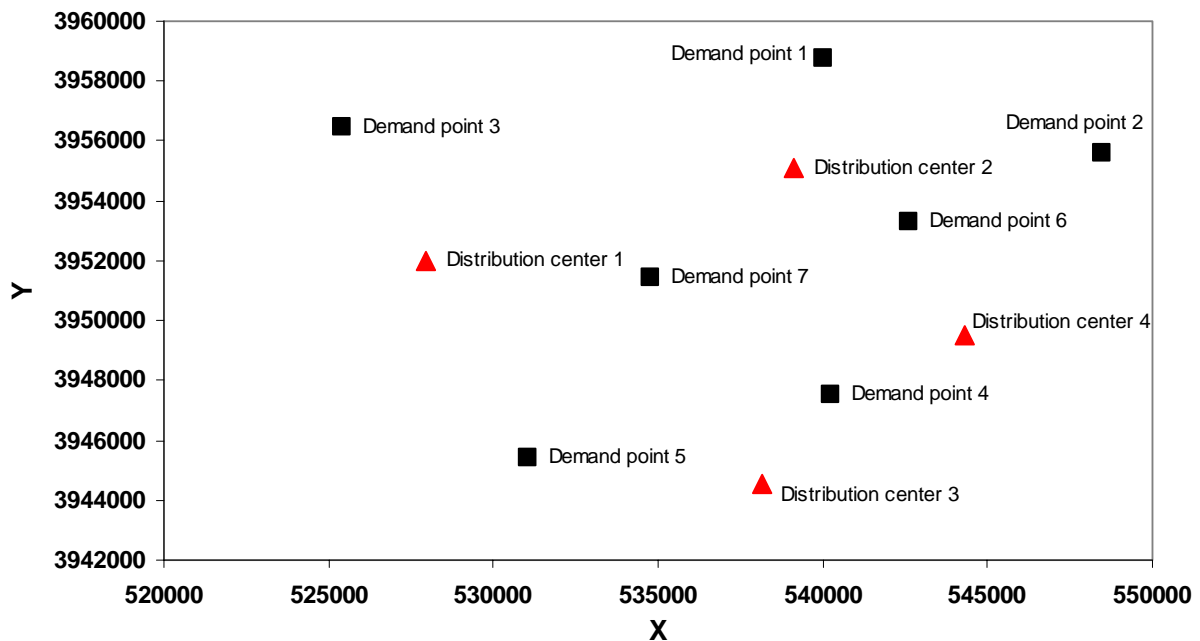 3960000
Demand point 1
Demand point 3
3958000
3956000
Demand point 2
Distribution center 2
3954000
Demand point 6
3952000
Distribution center 1
Demand point 7
Y
3950000
Distribution center 4
3948000
Demand point 4
3946000
Demand point 5
3944000
Distribution center 3
3942000
520000 525000 530000 535000 540000 545000 550000
X